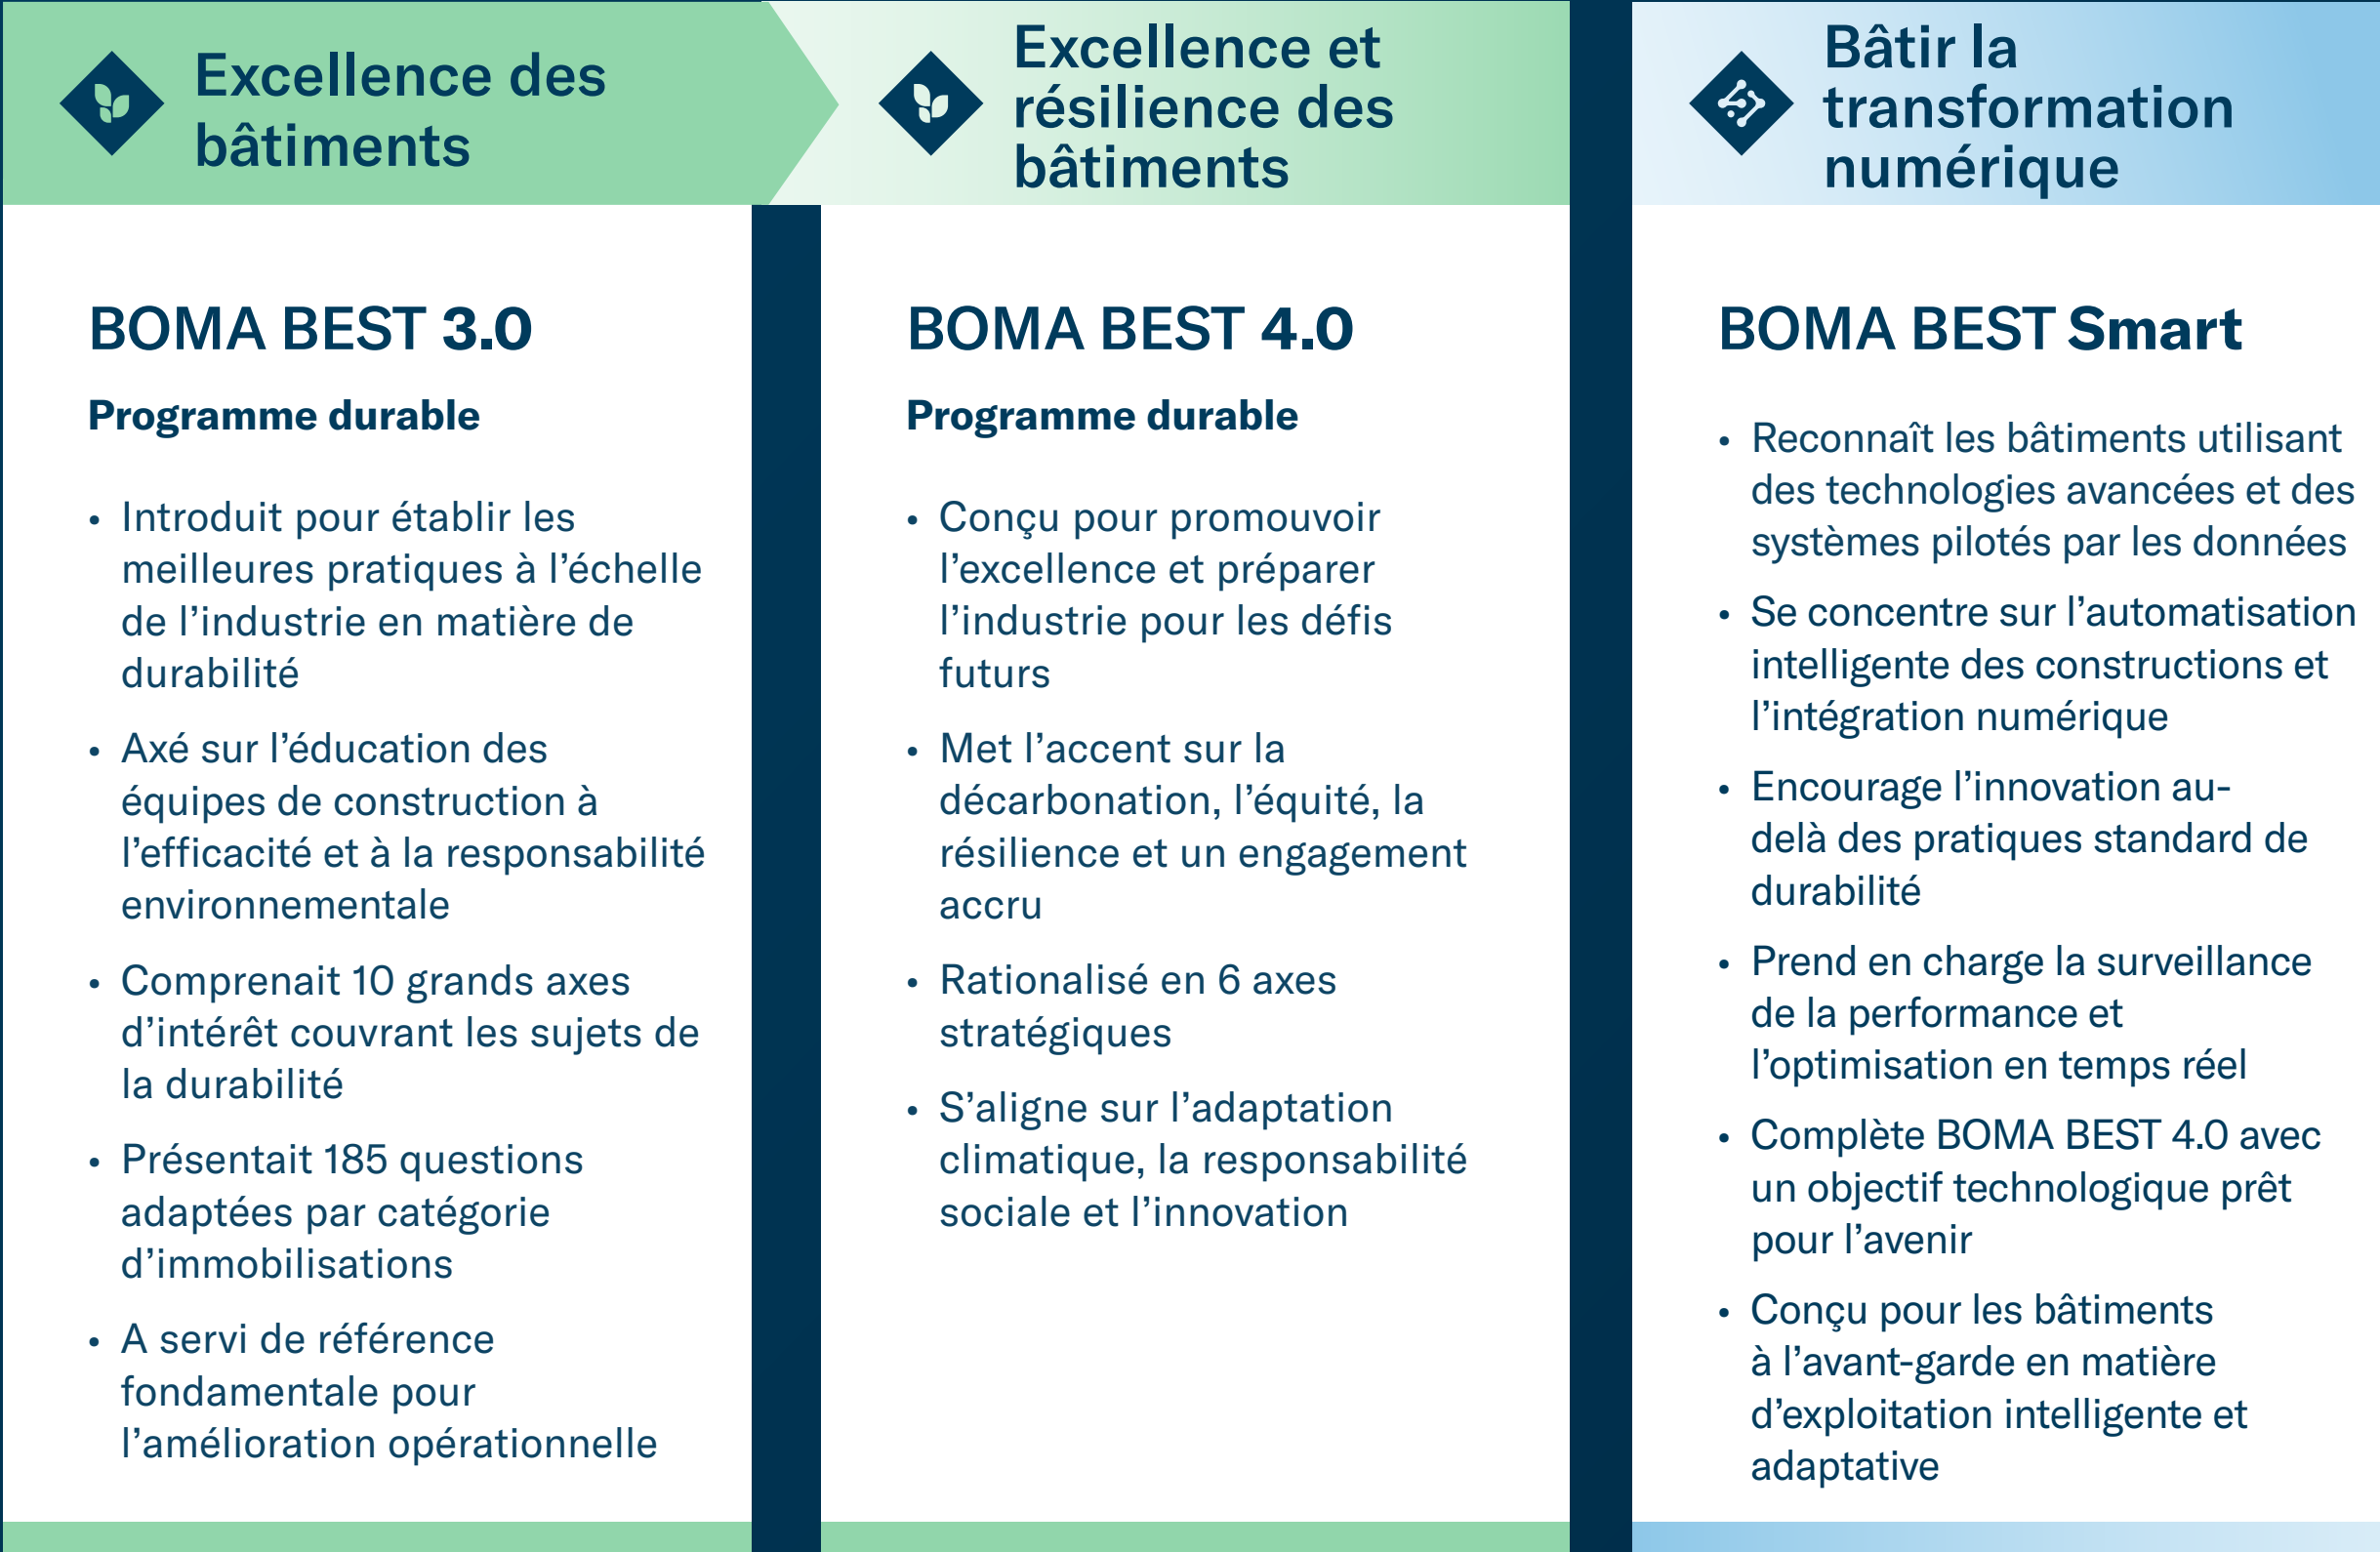 Excellence des
bâtiments
BOMA BEST 3.0
Programme durable
• Introduit pour établir les
meilleures pratiques à l’échelle
de l’industrie en matière de
durabilité
• Axé sur l’éducation des
équipes de construction à
l’efficacité et à la responsabilité
environnementale
• Comprenait 10 grands axes
d’intérêt couvrant les sujets de
la durabilité
• Présentait 185 questions
adaptées par catégorie
d’immobilisations
• A servi de référence
fondamentale pour
l’amélioration opérationnelle
Excellence et
résilience des
bâtiments
BOMA BEST 4.0
Programme durable
• Conçu pour promouvoir
l’excellence et préparer
l’industrie pour les défis
futurs
• Met l’accent sur la
décarbonation, l’équité, la
résilience et un engagement
accru
• Rationalisé en 6 axes
stratégiques
• S’aligne sur l’adaptation
climatique, la responsabilité
sociale et l’innovation
Bâtir la
transformation
numérique
BOMA BEST Smart
• Reconnaît les bâtiments utilisant
des technologies avancées et des
systèmes pilotés par les données
• Se concentre sur l’automatisation
intelligente des constructions et
l’intégration numérique
• Encourage l’innovation au-
delà des pratiques standard de
durabilité
• Prend en charge la surveillance
de la performance et
l’optimisation en temps réel
• Complète BOMA BEST 4.0 avec
un objectif technologique prêt
pour l’avenir
• Conçu pour les bâtiments
à l’avant-garde en matière
d’exploitation intelligente et
adaptative